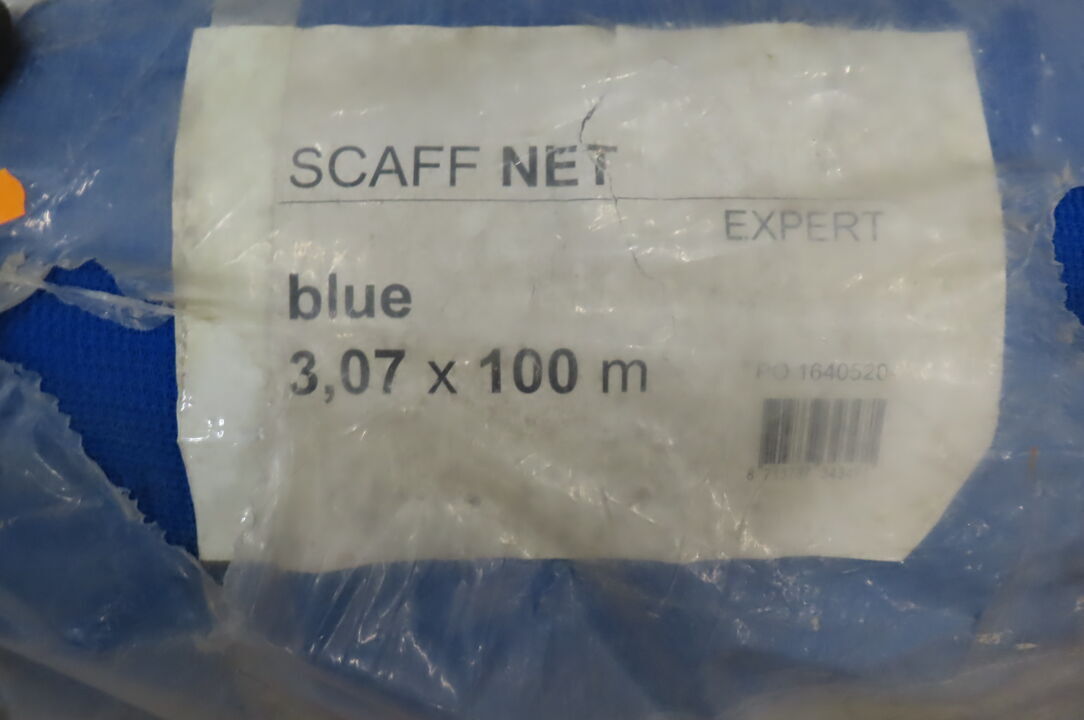 SCAFF NET
EXPERT
blue
3,07 x 100 m
PO 1640520